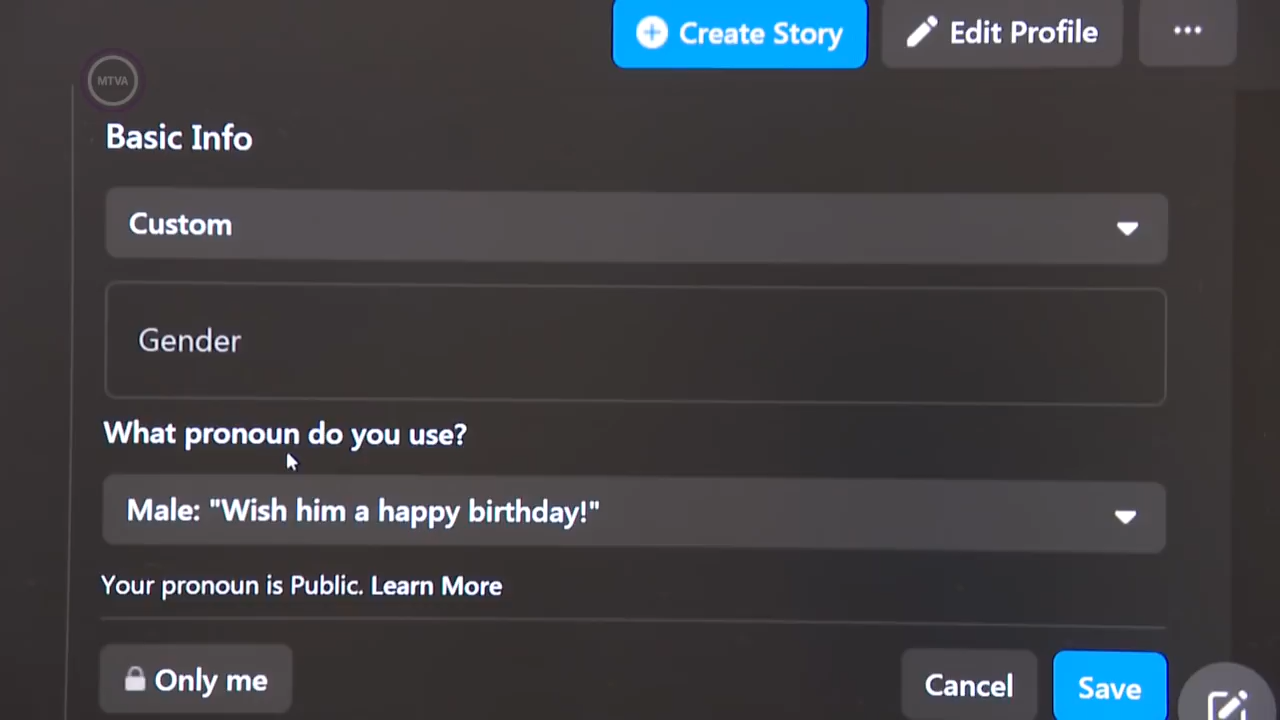 Create Story
Edit Profile
MTVA
Basic Info
Custom
Gender
What pronoun do you use?
Male: "Wish him a happy birthday!"
Your pronoun is Public. Learn More
Only me
Cancel
Save